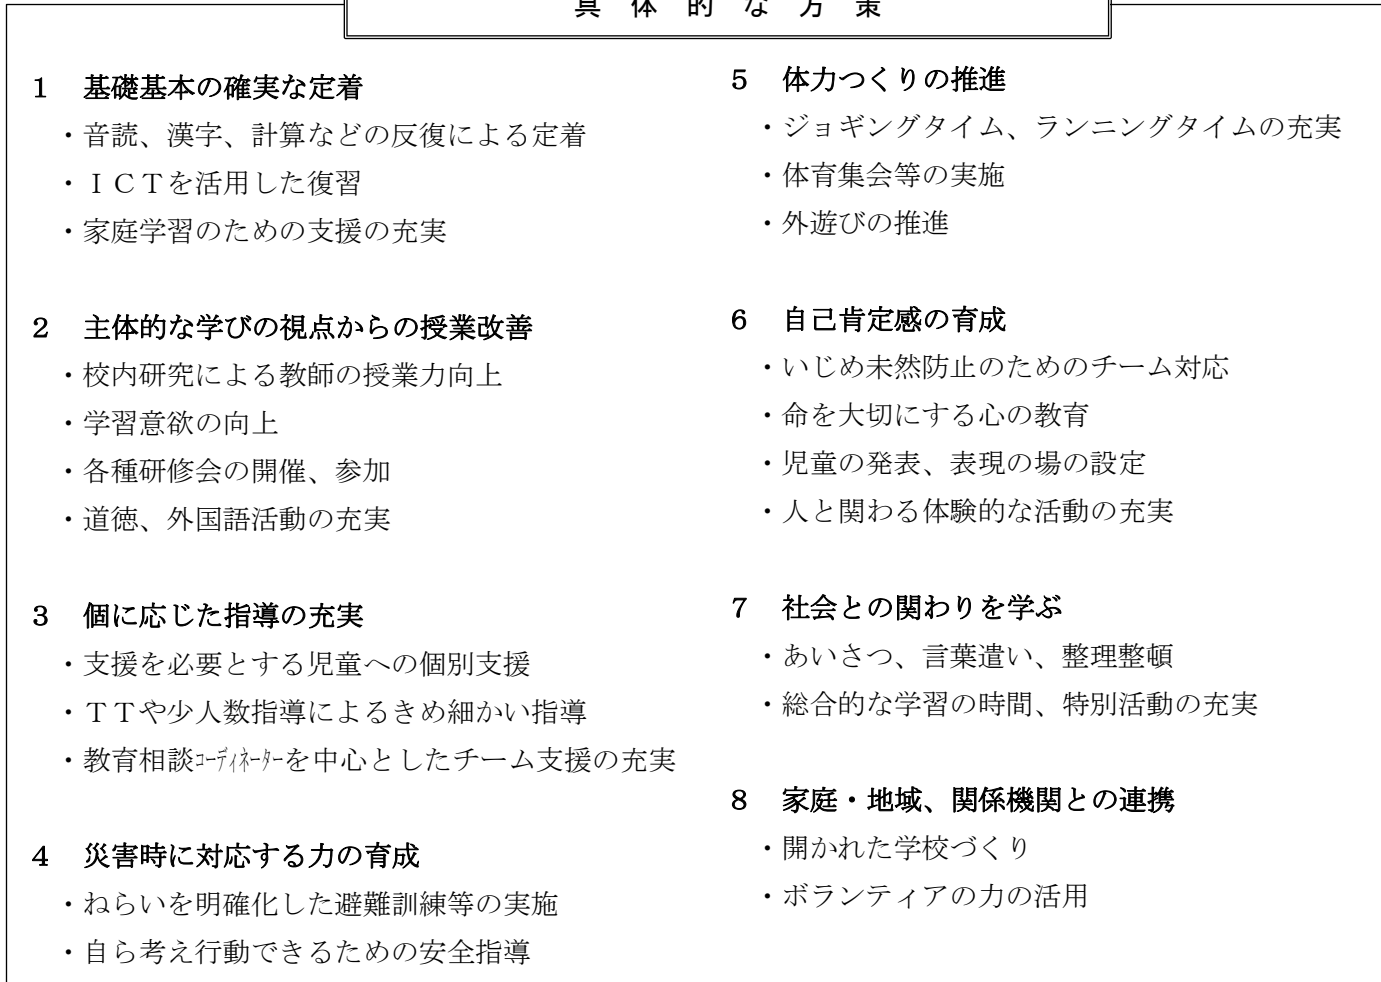 具体的な方策
１　基礎基本の確実な定着
・音読、漢字、計算などの反復による定着
・ＩＣＴを活用した復習
・家庭学習のための支援の充実
２　主体的な学びの視点からの授業改善
・校内研究による教師の授業力向上
・学習意欲の向上
・各種研修会の開催、参加
・道徳、外国語活動の充実
３　個に応じた指導の充実
・支援を必要とする児童への個別支援
・ＴＴや少人数指導によるきめ細かい指導
・教育相談ｺｰﾃﾞｨﾈｰﾀｰを中心としたチーム支援の充実
４　災害時に対応する力の育成
・ねらいを明確化した避難訓練等の実施
・自ら考え行動できるための安全指導
５　体力つくりの推進
・ジョギングタイム、ランニングタイムの充実
・体育集会等の実施
・外遊びの推進
６　自己肯定感の育成
・いじめ未然防止のためのチーム対応
・命を大切にする心の教育
・児童の発表、表現の場の設定
・人と関わる体験的な活動の充実
７　社会との関わりを学ぶ
・あいさつ、言葉遣い、整理整頓
・総合的な学習の時間、特別活動の充実
８　家庭・地域、関係機関との連携
・開かれた学校づくり
・ボランティアの力の活用